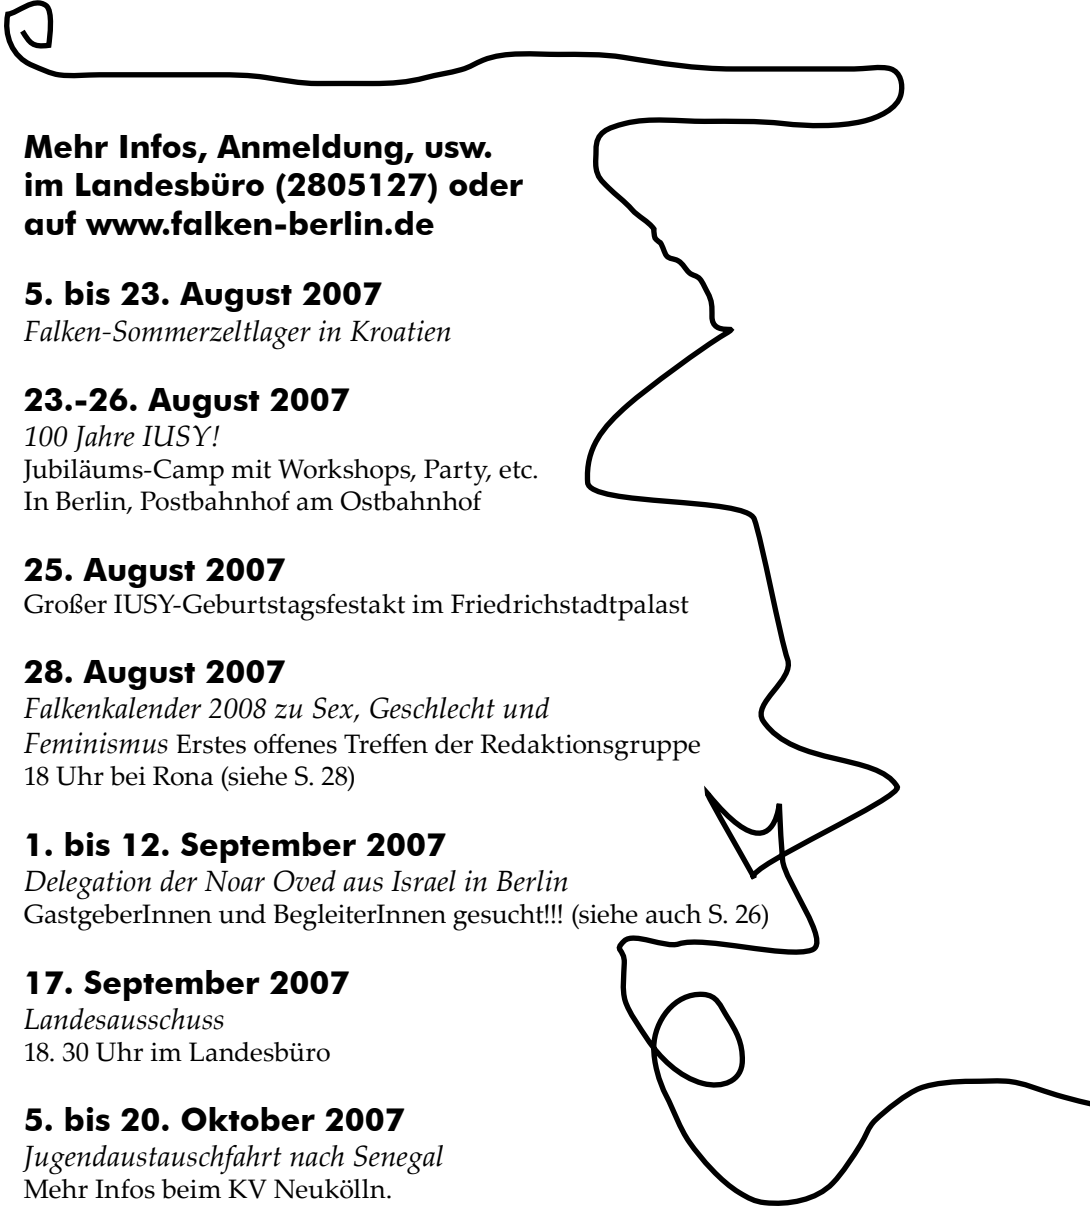 Mehr Infos, Anmeldung, usw.
im Landesbüro (2805127) oder
auf www.falken-berlin.de
5. bis 23. August 2007
Falken-Sommerzeltlager in Kroatien
23.-26. August 2007
100 Jahre IUSY!
Jubiläums-Camp mit Workshops, Party, etc.
In Berlin, Postbahnhof am Ostbahnhof
25. August 2007
Großer IUSY-Geburtstagsfestakt im Friedrichstadtpalast
28. August 2007
Falkenkalender 2008 zu Sex, Geschlecht und
Feminismus Erstes offenes Treffen der Redaktionsgruppe
18 Uhr bei Rona (siehe S. 28)
1. bis 12. September 2007
Delegation der Noar Oved aus Israel in Berlin
GastgeberInnen und BegleiterInnen gesucht!!! (siehe auch S. 26)
17. September 2007
Landesausschuss
18. 30 Uhr im Landesbüro
5. bis 20. Oktober 2007
Jugendaustauschfahrt nach Senegal
Mehr Infos beim KV Neukölln.